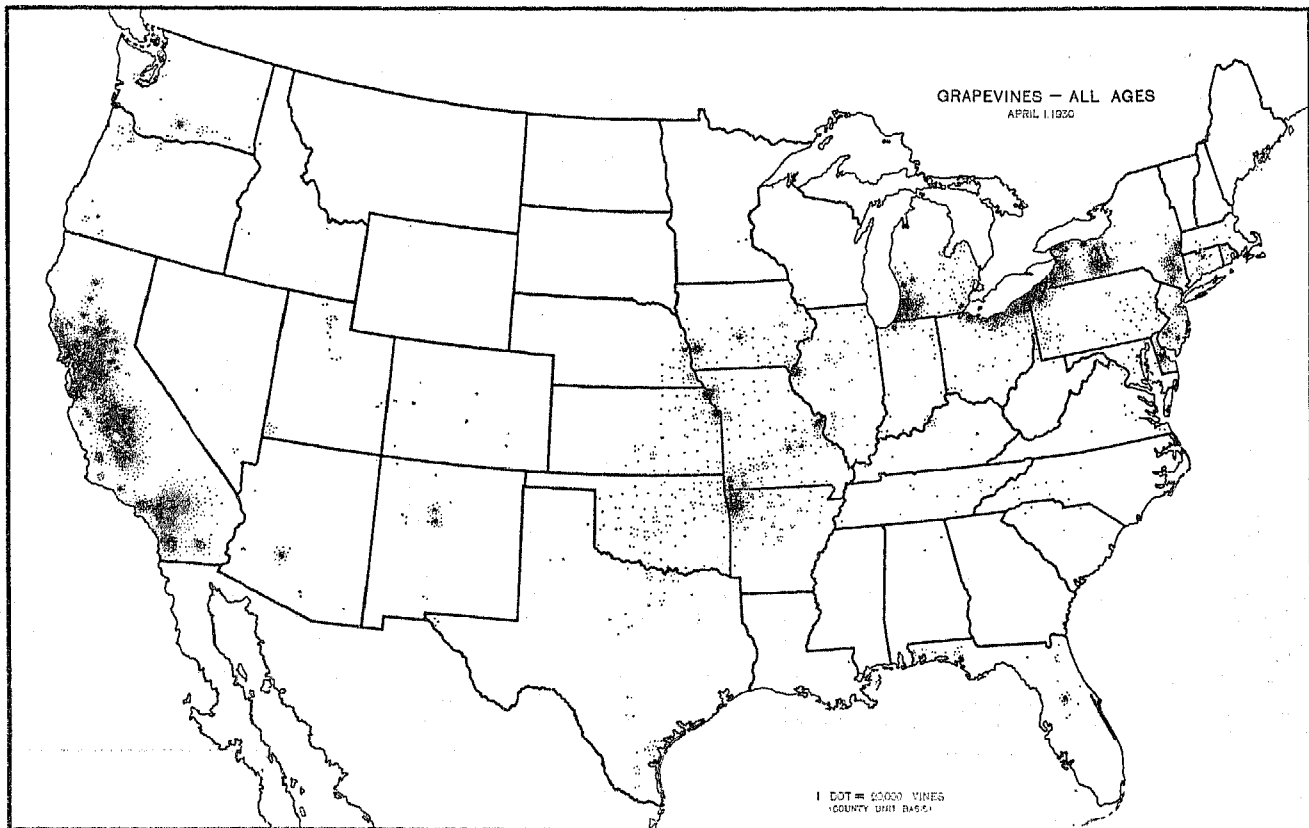 GRAPEVINES — ALL AGES
APRIL 1, 1930
1 DOT = 20,000 VINES
(COUNTY UNIT BASIS)